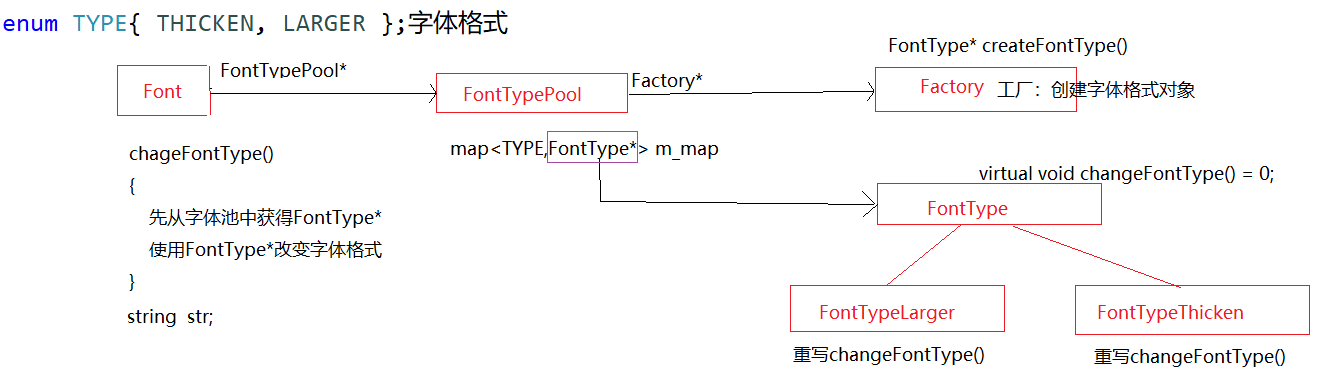 enum TYPE{ THICKEN, LARGER };字体格式
FontType* createFontType()
Font
FontTypePool*
FontTypePool
Factory*
Factory 工厂：创建字体格式对象
chageFontType()
{
先从字体池中获得FontType*
使用FontType*改变字体格式
}
string str;
map<TYPE,FontType*> m_map
virtual void changeFontType() = 0;
FontType
FontTypeLarger
FontTypeThicken
重写changeFontType()
重写changeFontType()